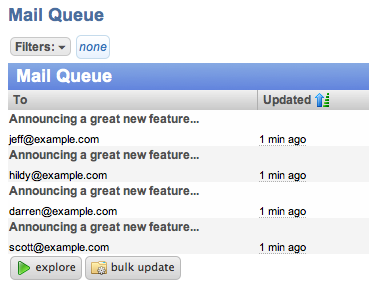 Mail Queue
Filters: none
Mail Queue
To Updated
Announcing a great new feature...
jeff@example.com 1 min ago
Announcing a great new feature...
hildy@example.com 1 min ago
Announcing a great new feature...
darren@example.com 1 min ago
Announcing a great new feature...
scott@example.com 1 min ago
explore bulk update